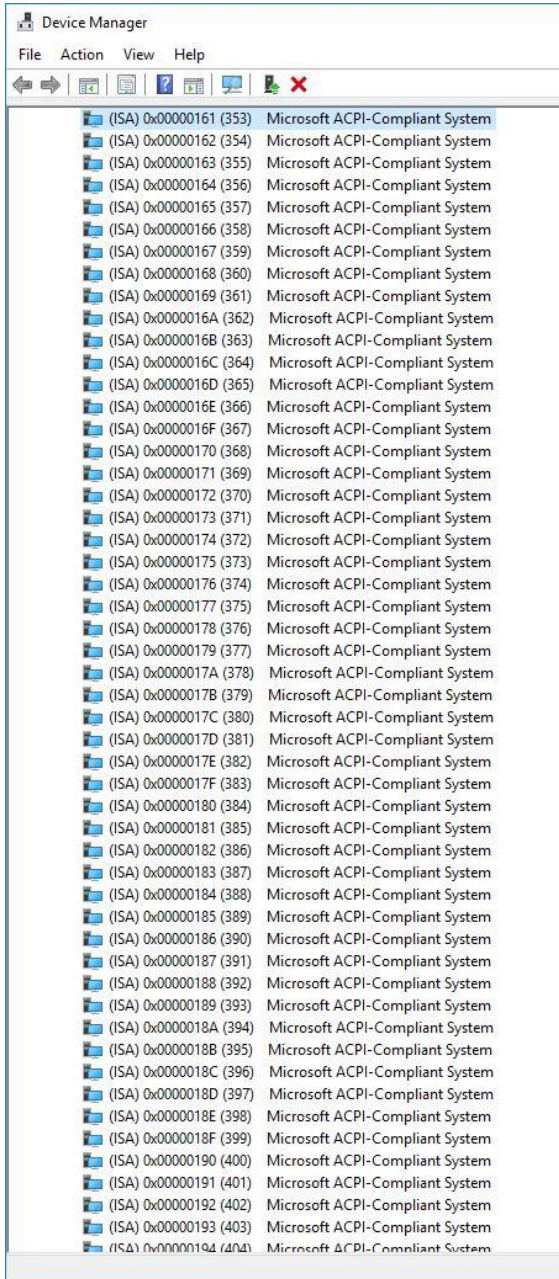 Device Manager
File Action View Help
(ISA) 0x00000161 (353) Microsoft ACPI-Compliant System
(ISA) 0x00000162 (354) Microsoft ACPI-Compliant System
(ISA) 0x00000163 (355) Microsoft ACPI-Compliant System
(ISA) 0x00000164 (356) Microsoft ACPI-Compliant System
(ISA) 0x00000165 (357) Microsoft ACPI-Compliant System
(ISA) 0x00000166 (358) Microsoft ACPI-Compliant System
(ISA) 0x00000167 (359) Microsoft ACPI-Compliant System
(ISA) 0x00000168 (360) Microsoft ACPI-Compliant System
(ISA) 0x00000169 (361) Microsoft ACPI-Compliant System
(ISA) 0x0000016A (362) Microsoft ACPI-Compliant System
(ISA) 0x0000016B (363) Microsoft ACPI-Compliant System
(ISA) 0x0000016C (364) Microsoft ACPI-Compliant System
(ISA) 0x0000016D (365) Microsoft ACPI-Compliant System
(ISA) 0x0000016E (366) Microsoft ACPI-Compliant System
(ISA) 0x0000016F (367) Microsoft ACPI-Compliant System
(ISA) 0x00000170 (368) Microsoft ACPI-Compliant System
(ISA) 0x00000171 (369) Microsoft ACPI-Compliant System
(ISA) 0x00000172 (370) Microsoft ACPI-Compliant System
(ISA) 0x00000173 (371) Microsoft ACPI-Compliant System
(ISA) 0x00000174 (372) Microsoft ACPI-Compliant System
(ISA) 0x00000175 (373) Microsoft ACPI-Compliant System
(ISA) 0x00000176 (374) Microsoft ACPI-Compliant System
(ISA) 0x00000177 (375) Microsoft ACPI-Compliant System
(ISA) 0x00000178 (376) Microsoft ACPI-Compliant System
(ISA) 0x00000179 (377) Microsoft ACPI-Compliant System
(ISA) 0x0000017A (378) Microsoft ACPI-Compliant System
(ISA) 0x0000017B (379) Microsoft ACPI-Compliant System
(ISA) 0x0000017C (380) Microsoft ACPI-Compliant System
(ISA) 0x0000017D (381) Microsoft ACPI-Compliant System
(ISA) 0x0000017E (382) Microsoft ACPI-Compliant System
(ISA) 0x0000017F (383) Microsoft ACPI-Compliant System
(ISA) 0x00000180 (384) Microsoft ACPI-Compliant System
(ISA) 0x00000181 (385) Microsoft ACPI-Compliant System
(ISA) 0x00000182 (386) Microsoft ACPI-Compliant System
(ISA) 0x00000183 (387) Microsoft ACPI-Compliant System
(ISA) 0x00000184 (388) Microsoft ACPI-Compliant System
(ISA) 0x00000185 (389) Microsoft ACPI-Compliant System
(ISA) 0x00000186 (390) Microsoft ACPI-Compliant System
(ISA) 0x00000187 (391) Microsoft ACPI-Compliant System
(ISA) 0x00000188 (392) Microsoft ACPI-Compliant System
(ISA) 0x00000189 (393) Microsoft ACPI-Compliant System
(ISA) 0x0000018A (394) Microsoft ACPI-Compliant System
(ISA) 0x0000018B (395) Microsoft ACPI-Compliant System
(ISA) 0x0000018C (396) Microsoft ACPI-Compliant System
(ISA) 0x0000018D (397) Microsoft ACPI-Compliant System
(ISA) 0x0000018E (398) Microsoft ACPI-Compliant System
(ISA) 0x0000018F (399) Microsoft ACPI-Compliant System
(ISA) 0x00000190 (400) Microsoft ACPI-Compliant System
(ISA) 0x00000191 (401) Microsoft ACPI-Compliant System
(ISA) 0x00000192 (402) Microsoft ACPI-Compliant System
(ISA) 0x00000193 (403) Microsoft ACPI-Compliant System
(ISA) 0x00000194 (404) Microsoft ACPI-Compliant System